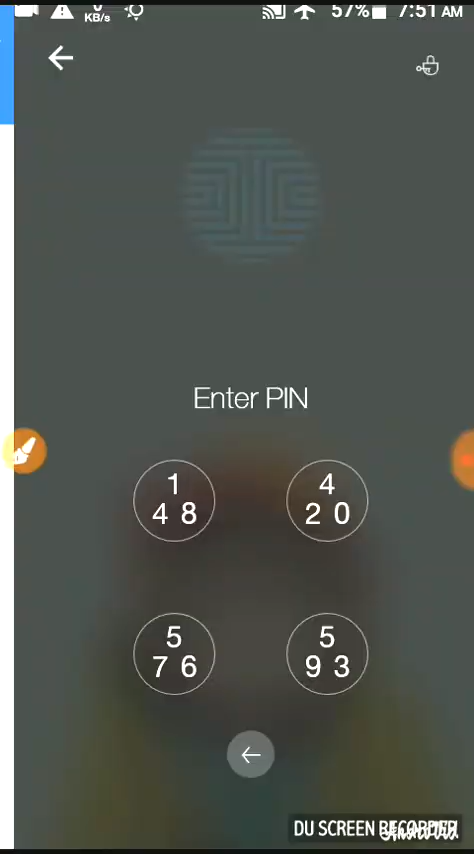 0
KB/s
57%
7:51 AM
Enter PIN
1
4 8
4
2 0
5
7 6
5
9 3
DU SCREEN RECORDER